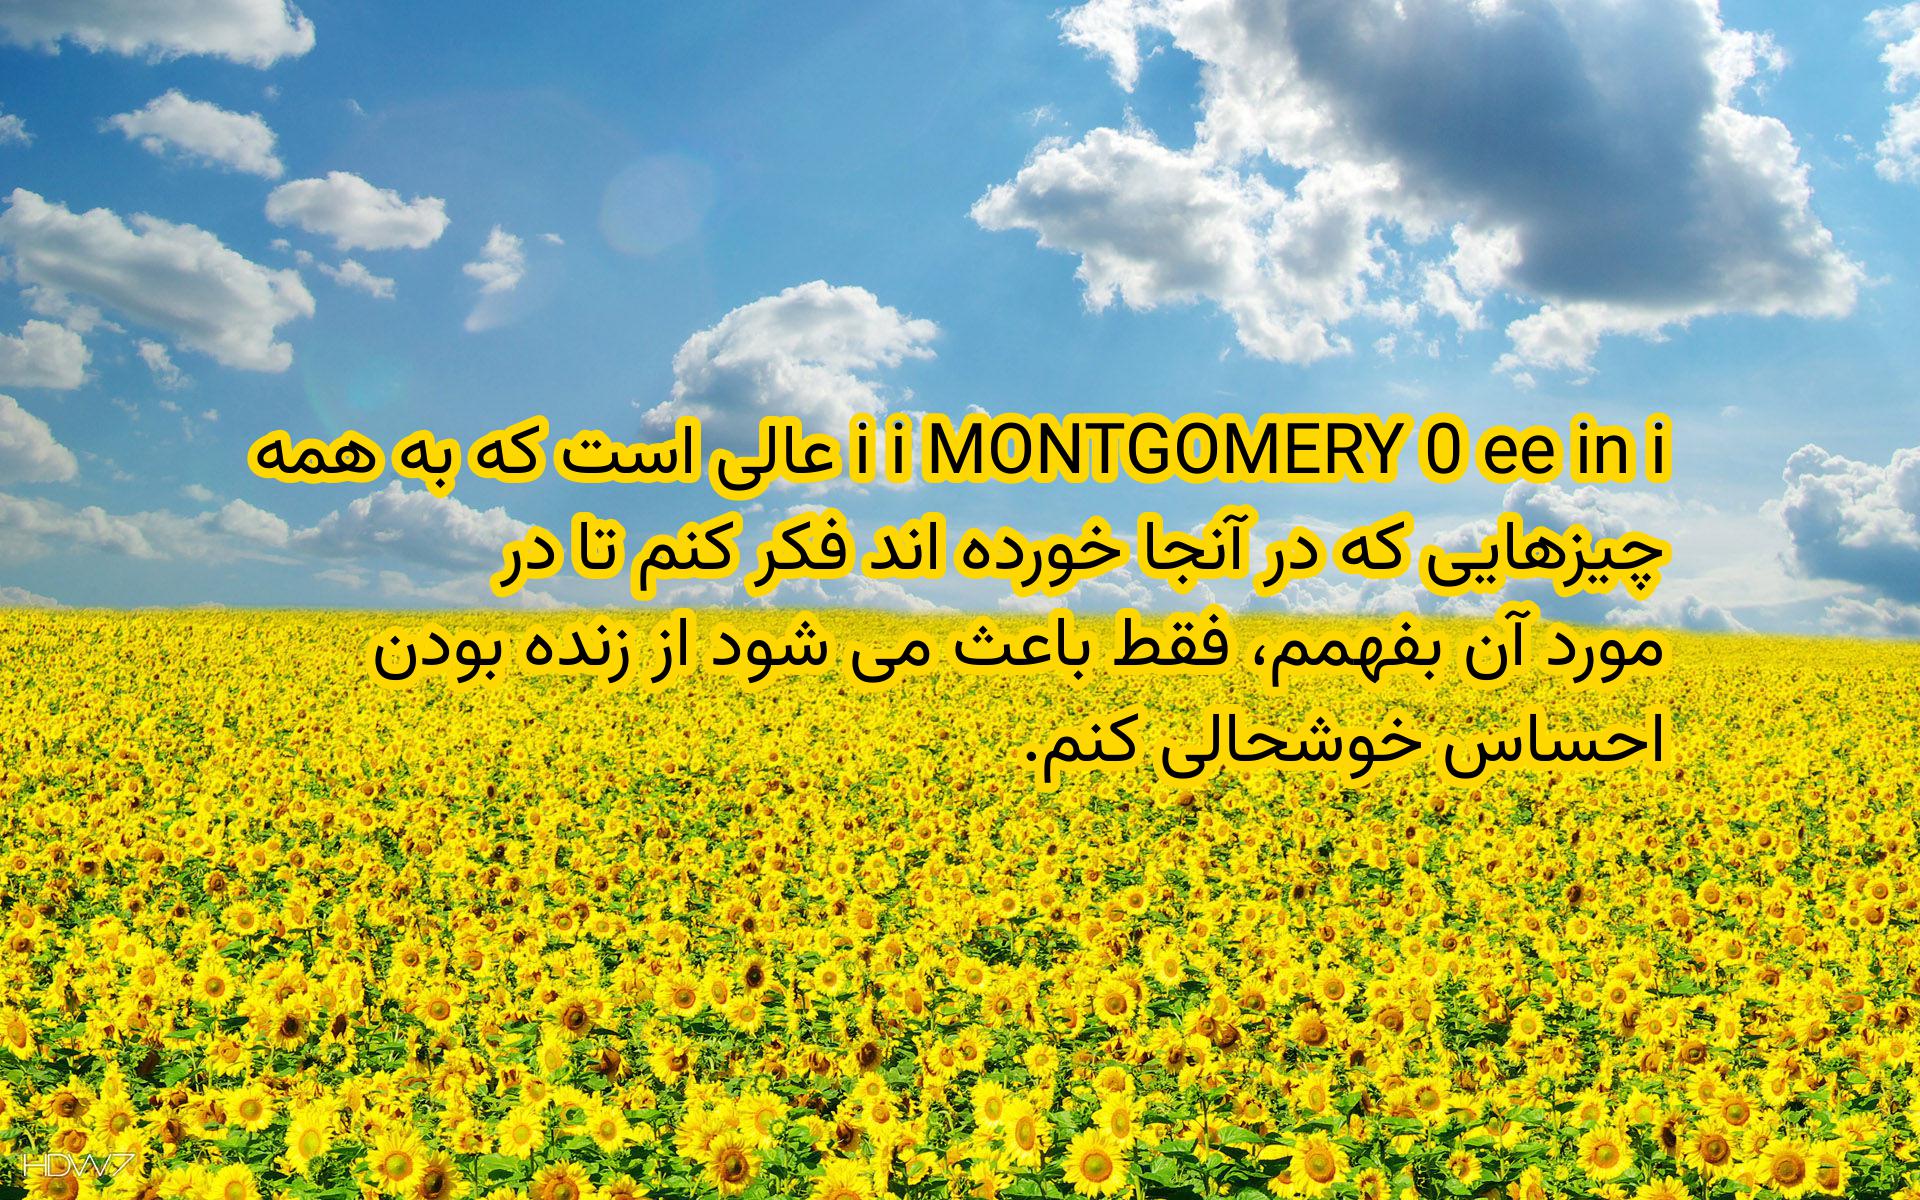 i i MONTGOMERY 0 ee in i عالی است که به همه
چیزهایی که در آنجا خورده اند فکر کنم تا در
مورد آن بفهمم، فقط باعث می شود از زنده بودن
احساس خوشحالی کنم.
HDW7